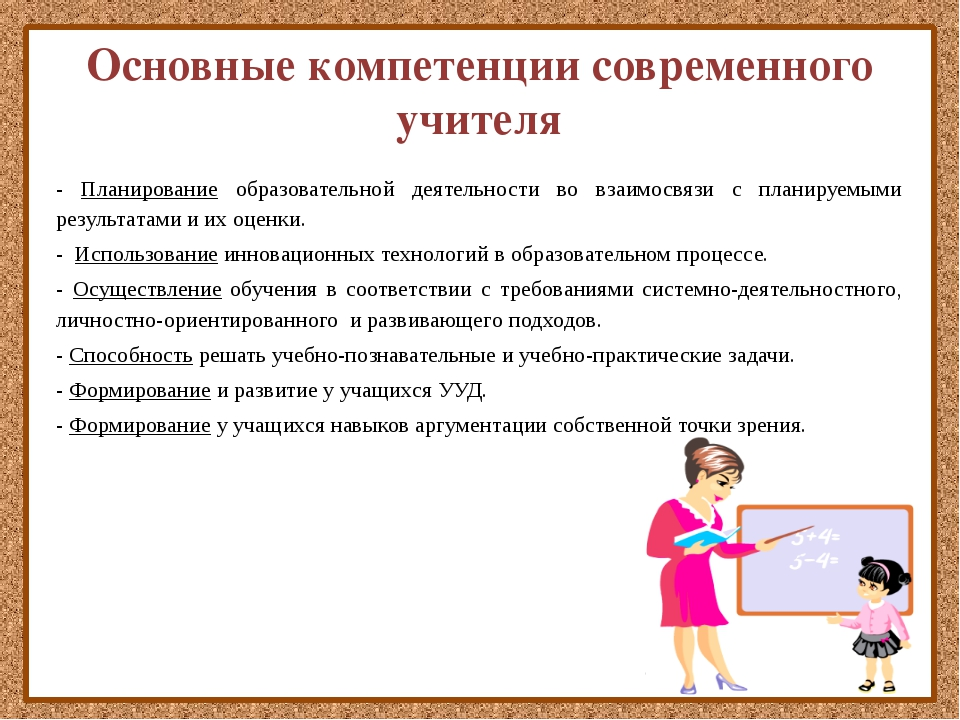 Основные компетенции современного
учителя
- Планирование образовательной деятельности во взаимосвязи с планируемыми
результатами и их оценки.
- Использование инновационных технологий в образовательном процессе.
- Осуществление обучения в соответствии с требованиями системно-деятельностного,
личностно-ориентированного и развивающего подходов.
- Способность решать учебно-познавательные и учебно-практические задачи.
- Формирование и развитие у учащихся УУД.
- Формирование у учащихся навыков аргументации собственной точки зрения.
5+4=
5-4=